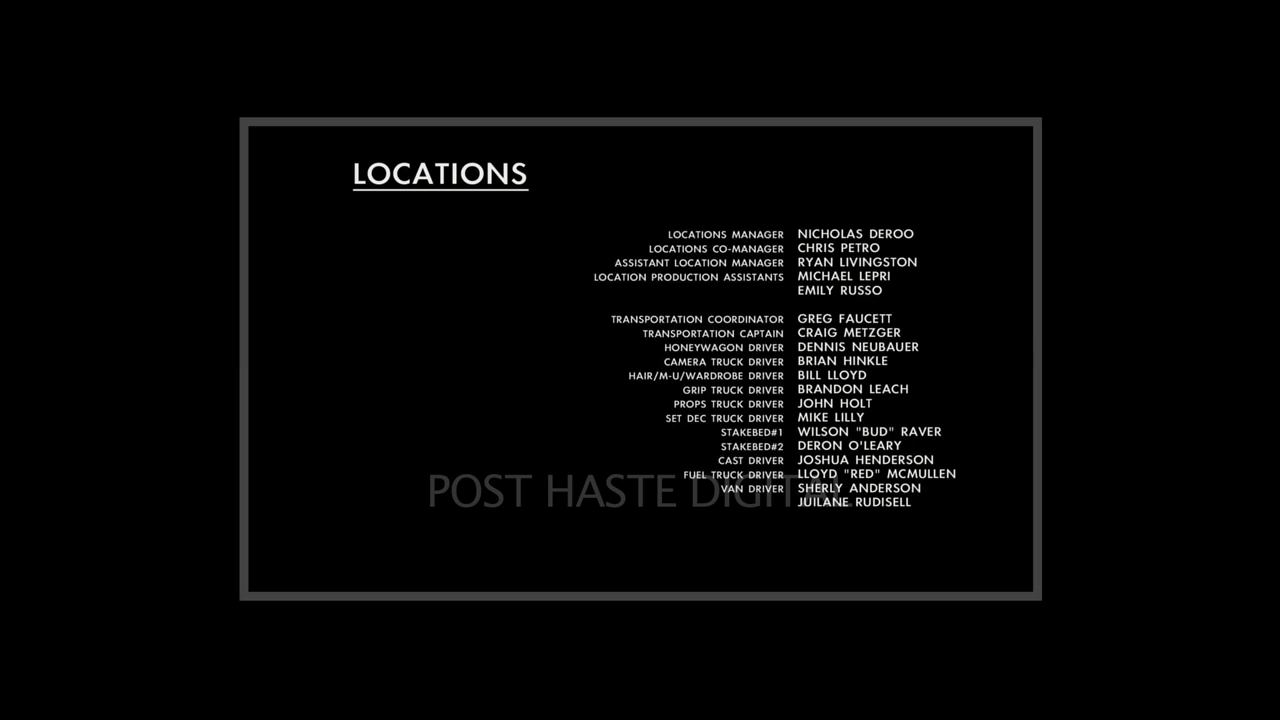 LOCATIONS
LOCATIONS MANAGER NICHOLAS DEROO
LOCATIONS CO-MANAGER CHRIS PETRO
ASSISTANT LOCATION MANAGER RYAN LIVINGSTON
LOCATION PRODUCTION ASSISTANTS MICHAEL LEPRI
EMILY RUSSO
TRANSPORTATION COORDINATOR GREG FAUCETT
TRANSPORTATION CAPTAIN CRAIG METZGER
HONEYWAGON DRIVER DENNIS NEUBAUER
CAMERA TRUCK DRIVER BRIAN HINKLE
HAIR/M-U/WARDROBE DRIVER BILL LLOYD
GRIP TRUCK DRIVER BRANDON LEACH
PROPS TRUCK DRIVER JOHN HOLT
SET DEC TRUCK DRIVER MIKE LILLY
STAKEBED#1 WILSON "BUD" RAVER
STAKEBED#2 DERON O'LEARY
CAST DRIVER JOSHUA HENDERSON
FUEL TRUCK DRIVER LLOYD "RED" MCMULLEN
VAN DRIVER SHERLY ANDERSON
JUILANE RUDISELL
POST HASTE DIGITAL